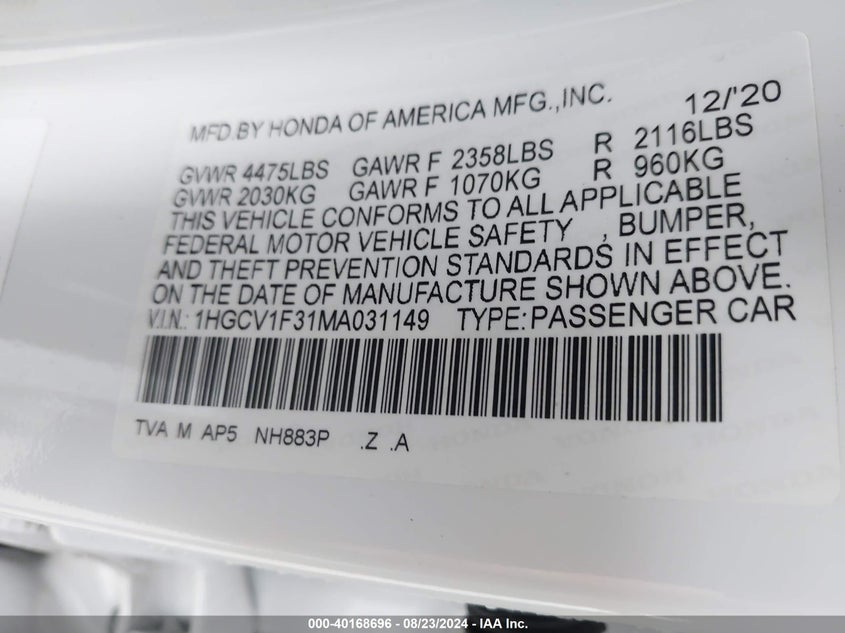 MFD.BY HONDA OF AMERICA MFG.,INC. 12/'20
GVWR 4475LBS GAWR F 2358LBS R 2116LBS
GVWR 2030KG GAWR F 1070KG R 960KG
THIS VEHICLE CONFORMS TO ALL APPLICABLE
FEDERAL MOTOR VEHICLE SAFETY , BUMPER,
AND THEFT PREVENTION STANDARDS IN EFFECT
ON THE DATE OF MANUFACTURE SHOWN ABOVE.
V.I.N.: 1HGCV1F31MA031149 TYPE:PASSENGER CAR
TVA M AP5 NH883P .Z .A
000-40168696 - 08/23/2024 - IAA Inc.